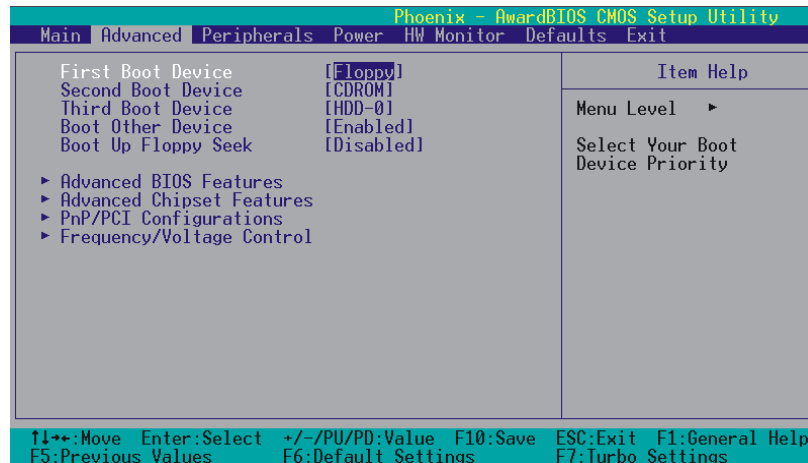 Phoenix - AwardBIOS CMOS Setup Utility
Main Advanced Peripherals Power HW Monitor Defaults Exit
First Boot Device [Floppy]
Second Boot Device [CDROM]
Third Boot Device [HDD-0]
Boot Other Device [Enabled]
Boot Up Floppy Seek [Disabled]
► Advanced BIOS Features
► Advanced Chipset Features
► PnP/PCI Configurations
► Frequency/Voltage Control
Item Help
Menu Level ►
Select Your Boot
Device Priority
↑↓→←:Move Enter:Select +/-/PU/PD:Value F10:Save ESC:Exit F1:General Help
F5:Previous Values F6:Default Settings F7:Turbo Settings